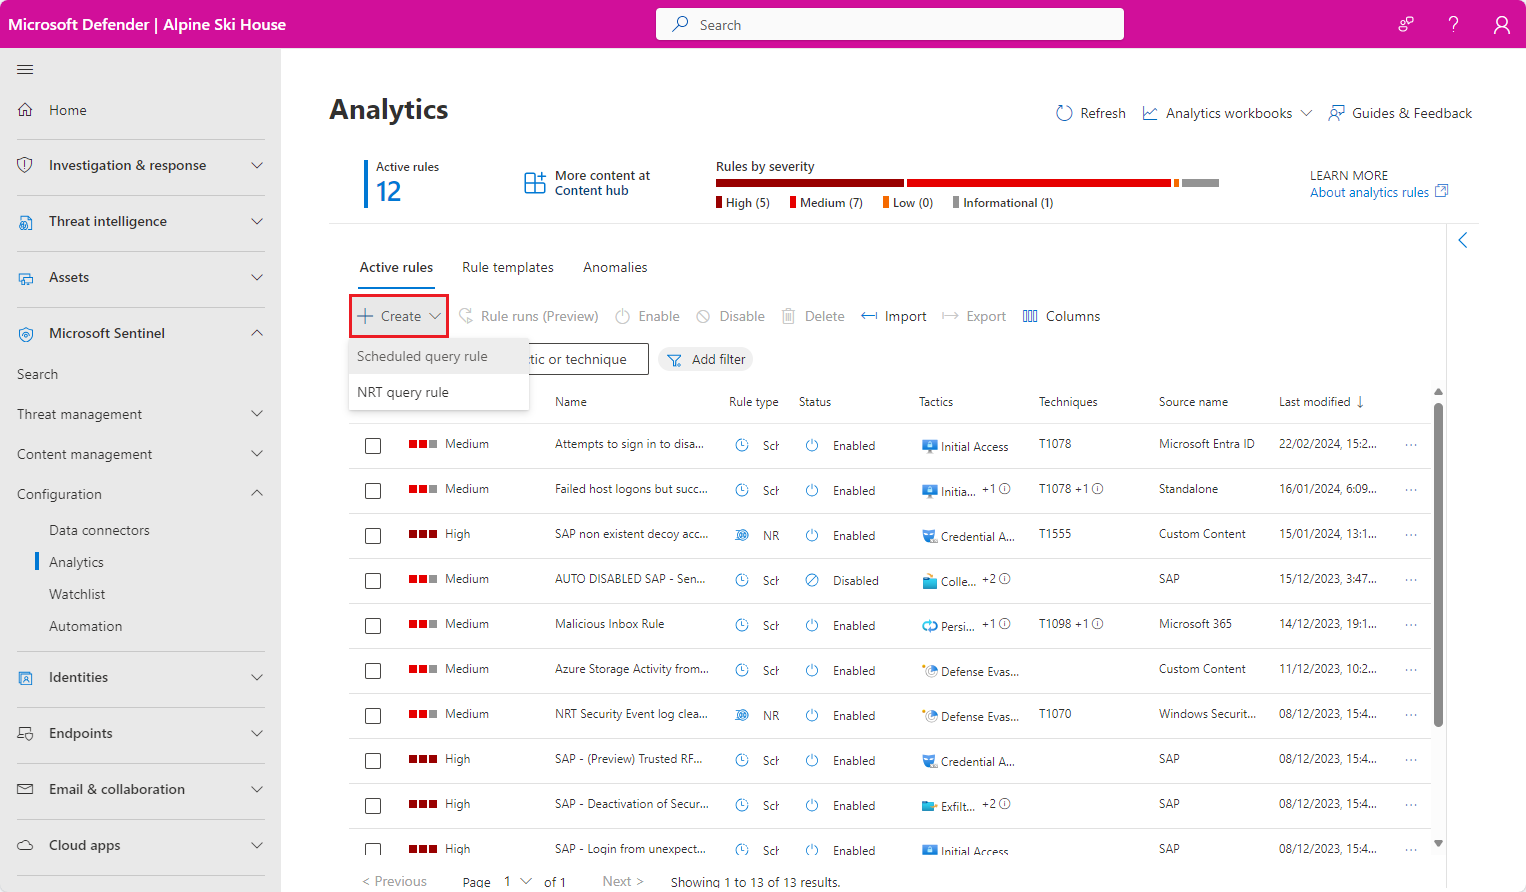 Microsoft Defender | Alpine Ski House
Search
Home
Investigation & response
Threat intelligence
Assets
Microsoft Sentinel
Search
Threat management
Content management
Configuration
Data connectors
Analytics
Watchlist
Automation
Identities
Endpoints
Email & collaboration
Cloud apps
Analytics
Refresh
Analytics workbooks
Guides & Feedback
Active rules
12
More content at
Content hub
Rules by severity
High (5)
Medium (7)
Low (0)
Informational (1)
LEARN MORE
About analytics rules
Active rules
Rule templates
Anomalies
Create
Rule runs (Preview)
Enable
Disable
Delete
Import
Export
Columns
Scheduled query rule
NRT query rule
tic or technique
Add filter
Name Rule type Status Tactics Techniques Source name Last modified ↓
Medium Attempts to sign in to disa... Sch Enabled Initial Access T1078 Microsoft Entra ID 22/02/2024, 15:2... ...
Medium Failed host logons but succ... Sch Enabled Initia... +1 T1078 +1 Standalone 16/01/2024, 6:09... ...
High SAP non existent decoy acc... NR Enabled Credential A... T1555 Custom Content 15/01/2024, 13:1... ...
Medium AUTO DISABLED SAP - Sen... Sch Disabled Colle... +2 SAP 15/12/2023, 3:47... ...
Medium Malicious Inbox Rule Sch Enabled Persi... +1 T1098 +1 Microsoft 365 14/12/2023, 19:1... ...
Medium Azure Storage Activity from... Sch Enabled Defense Evas... Custom Content 11/12/2023, 10:2... ...
Medium NRT Security Event log clea... NR Enabled Defense Evas... T1070 Windows Securit... 08/12/2023, 15:4... ...
High SAP - (Preview) Trusted RF... Sch Enabled Credential A... SAP 08/12/2023, 15:4... ...
High SAP - Deactivation of Secur... Sch Enabled Exfilt... +2 SAP 08/12/2023, 15:4... ...
High SAP - Login from unexpect... Sch Enabled Initial Access SAP 08/12/2023, 15:4... ...
< Previous Page 1 of 1 Next > Showing 1 to 13 of 13 results.